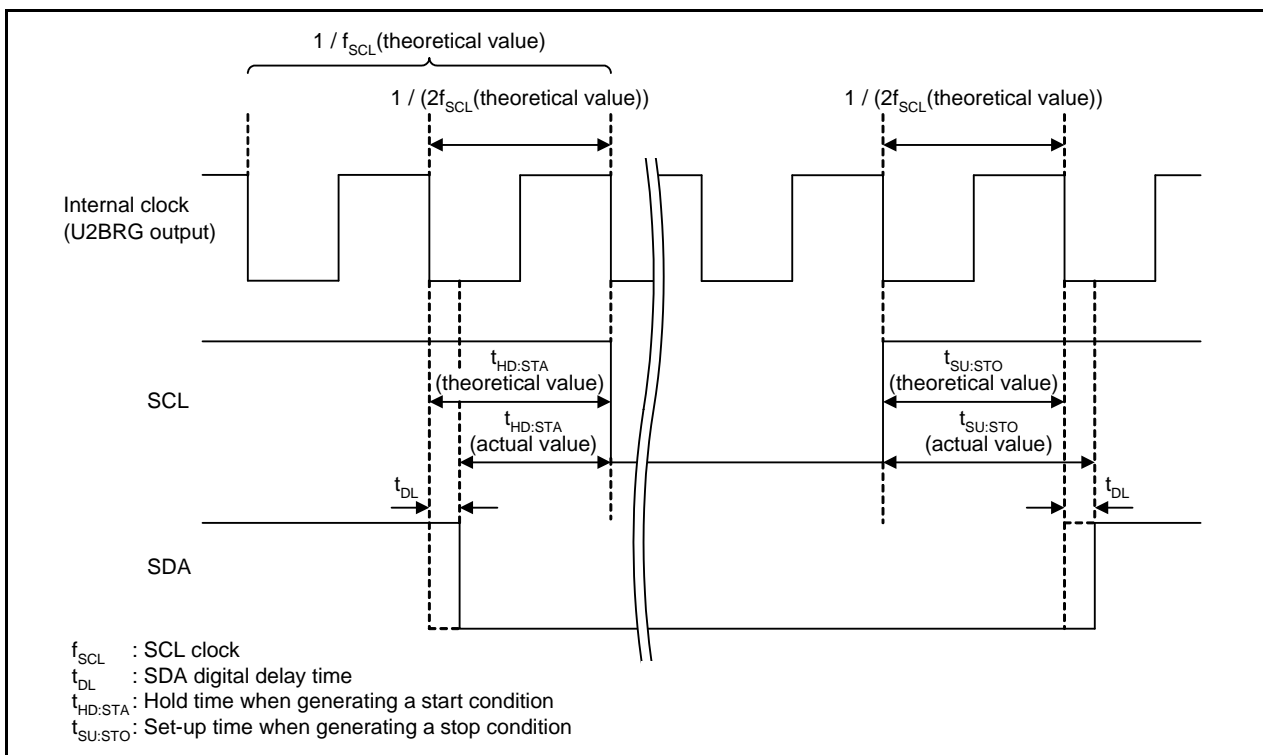 1 / fSCL(theoretical value)
1 / (2fSCL(theoretical value))
1 / (2fSCL(theoretical value))
Internal clock
(U2BRG output)
tHD:STA
(theoretical value)
tSU:STO
(theoretical value)
SCL
tHD:STA
(actual value)
tSU:STO
(actual value)
tDL
tDL
SDA
fSCL : SCL clock
tDL : SDA digital delay time
tHD:STA : Hold time when generating a start condition
tSU:STO : Set-up time when generating a stop condition